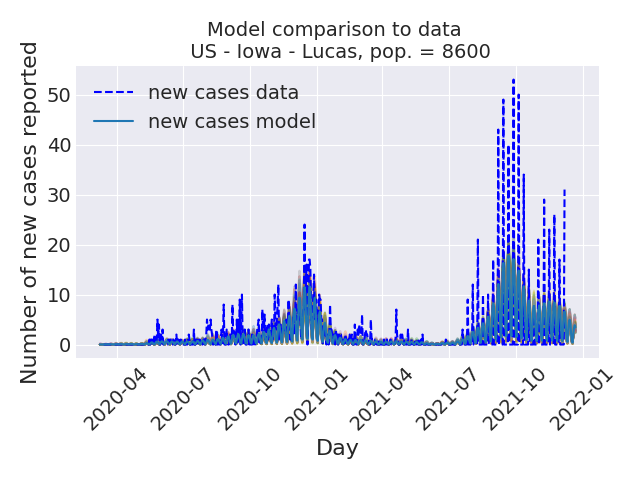 Model comparison to data
US - Iowa - Lucas, pop. = 8600
Number of new cases reported
50
40
30
20
10
0
new cases data
new cases model
2020-04
2020-07
2020-10
2021-01
2021-04
2021-07
2021-10
2022-01
Day